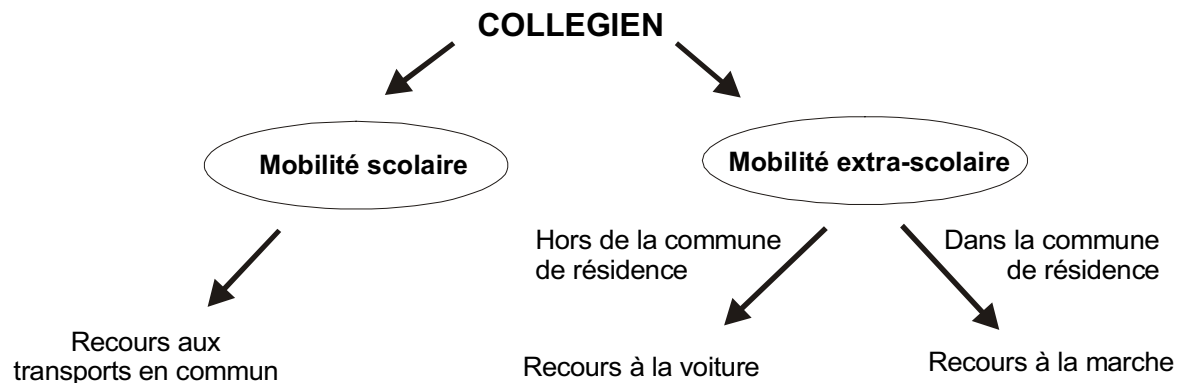 COLLEGIEN
Mobilité scolaire
Mobilité extra-scolaire
Hors de la commune
de résidence
Dans la commune
de résidence
Recours aux
transports en commun
Recours à la voiture
Recours à la marche